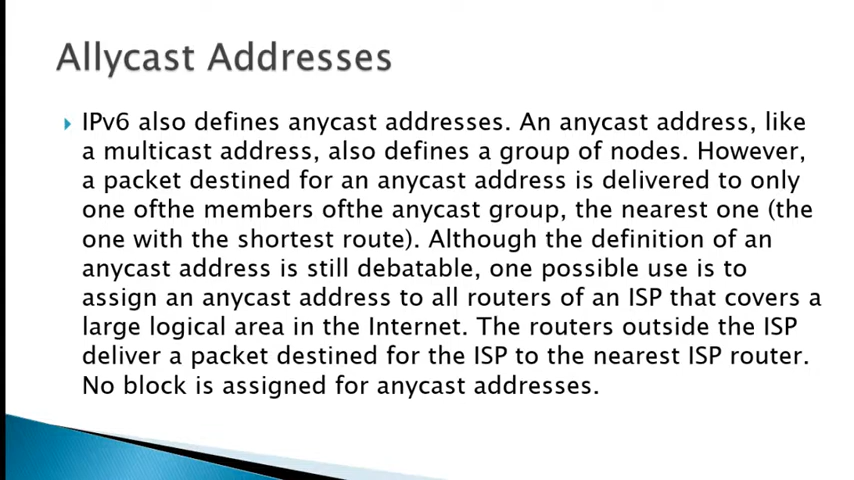 Allycast Addresses
IPv6 also defines anycast addresses. An anycast address, like
a multicast address, also defines a group of nodes. However,
a packet destined for an anycast address is delivered to only
one ofthe members ofthe anycast group, the nearest one (the
one with the shortest route). Although the definition of an
anycast address is still debatable, one possible use is to
assign an anycast address to all routers of an ISP that covers a
large logical area in the Internet. The routers outside the ISP
deliver a packet destined for the ISP to the nearest ISP router.
No block is assigned for anycast addresses.